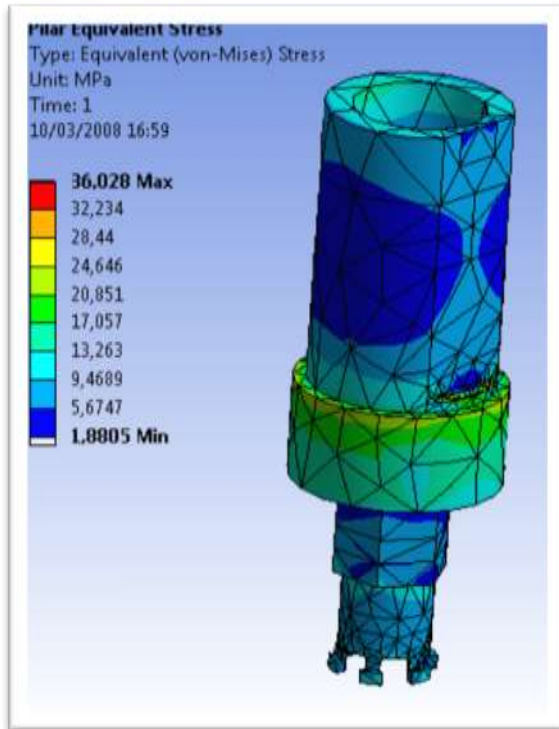 Pilar Equivalent Stress
Type: Equivalent (von-Mises) Stress
Unit: MPa
Time: 1
10/03/2008 16:59
36,028 Max
32,234
28,44
24,646
20,851
17,057
13,263
9,4689
5,6747
1,8805 Min